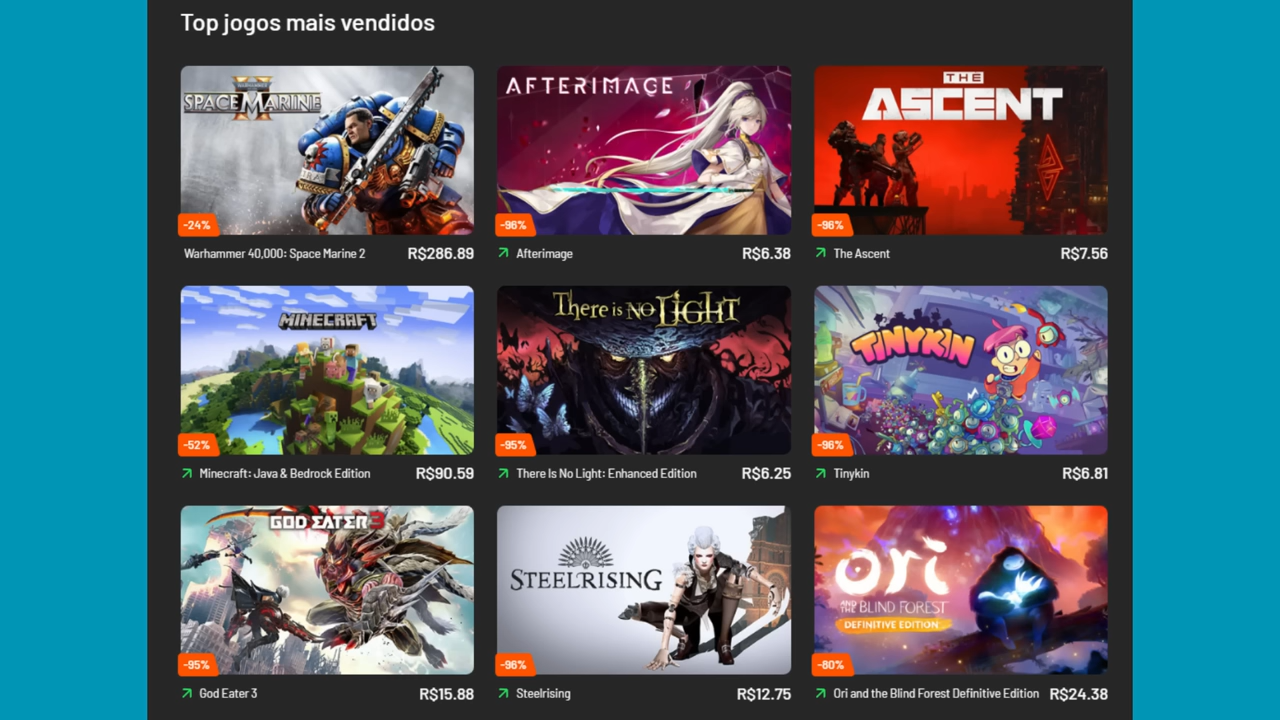 Top jogos mais vendidos
SPACE MARINE
II
-24%
Warhammer 40,000: Space Marine 2 R$286.89
AFTERIMAGE
-96%
Afterimage R$6.38
THE
ASCENT
-96%
The Ascent R$7.56
MINECRAFT
-52%
Minecraft: Java & Bedrock Edition R$90.59
There is NO LIGHT
-95%
There Is No Light: Enhanced Edition R$6.25
TINYKIN
-96%
Tinykin R$6.81
GOD EATER 3
-95%
God Eater 3 R$15.88
STEELRISING
-96%
Steelrising R$12.75
ori
AND THE BLIND FOREST
DEFINITIVE EDITION
-80%
Ori and the Blind Forest Definitive Edition R$24.38